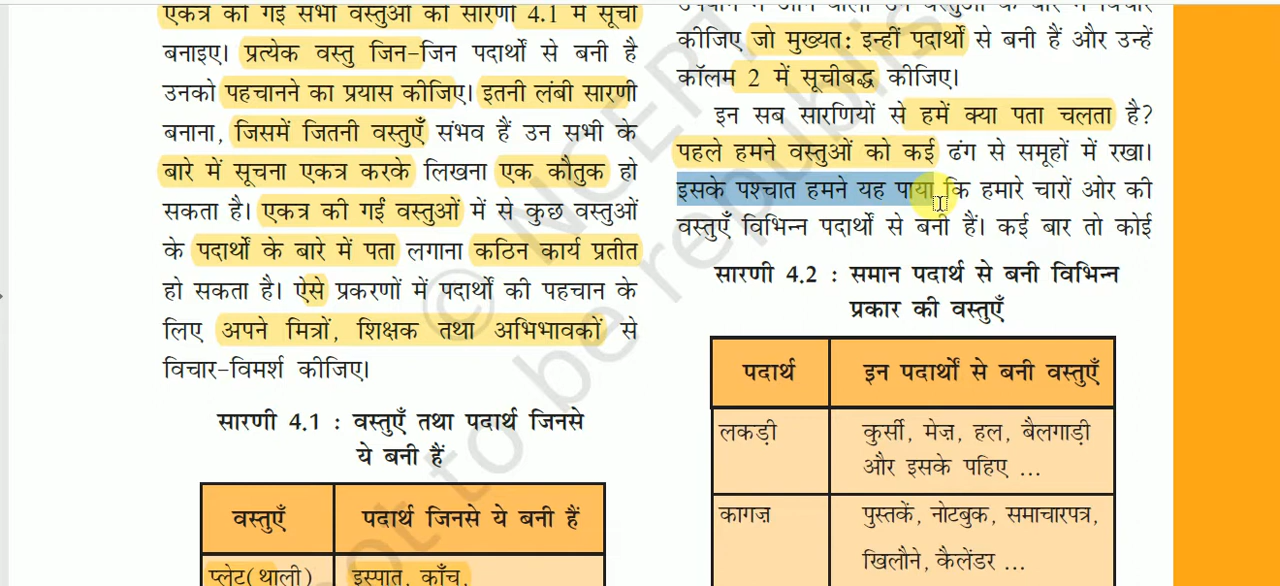 एकत्र की गई सभी वस्तुओं की सारणी 4.1 में सूची
बनाइए। प्रत्येक वस्तु जिन-जिन पदार्थों से बनी है
उनको पहचानने का प्रयास कीजिए। इतनी लंबी सारणी
बनाना, जिसमें जितनी वस्तुएँ संभव हैं उन सभी के
बारे में सूचना एकत्र करके लिखना एक कौतुक हो
सकता है। एकत्र की गईं वस्तुओं में से कुछ वस्तुओं
के पदार्थों के बारे में पता लगाना कठिन कार्य प्रतीत
हो सकता है। ऐसे प्रकरणों में पदार्थों की पहचान के
लिए अपने मित्रों, शिक्षक तथा अभिभावकों से
विचार-विमर्श कीजिए।
सारणी 4.1 : वस्तुएँ तथा पदार्थ जिनसे
ये बनी हैं
वस्तुएँ पदार्थ जिनसे ये बनी हैं
प्लेट(थाली) इस्पात, काँच,
कीजिए जो मुख्यत: इन्हीं पदार्थों से बनी हैं और उन्हें
कॉलम 2 में सूचीबद्ध कीजिए।
इन सब सारणियों से हमें क्या पता चलता है?
पहले हमने वस्तुओं को कई ढंग से समूहों में रखा।
इसके पश्चात हमने यह पाया कि हमारे चारों ओर की
वस्तुएँ विभिन्न पदार्थों से बनी हैं। कई बार तो कोई
सारणी 4.2 : समान पदार्थ से बनी विभिन्न
प्रकार की वस्तुएँ
पदार्थ इन पदार्थों से बनी वस्तुएँ
लकड़ी कुर्सी, मेज़, हल, बैलगाड़ी
और इसके पहिए ...
कागज़ पुस्तकें, नोटबुक, समाचारपत्र,
खिलौने, कैलेंडर ...
© NCERT
not to be republis